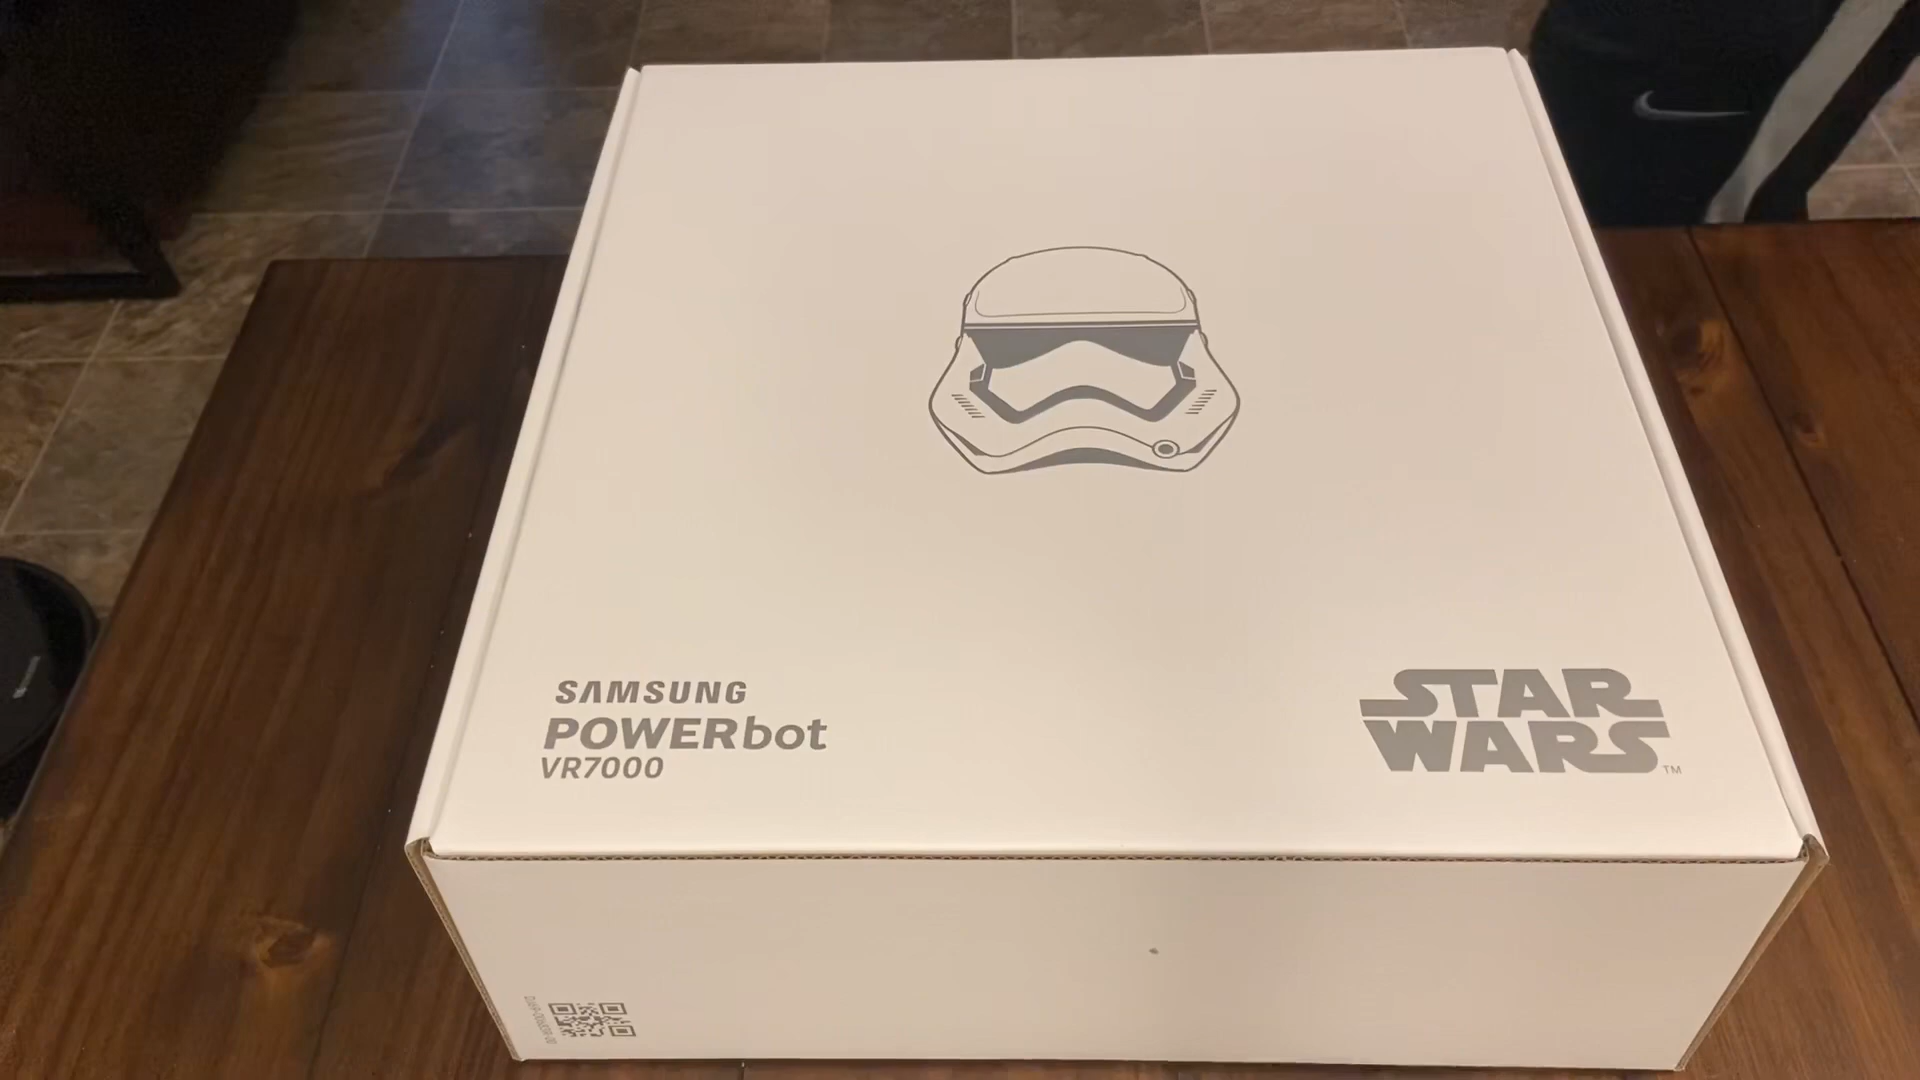 SAMSUNG
POWERbot
VR7000
STAR
WARS
TM